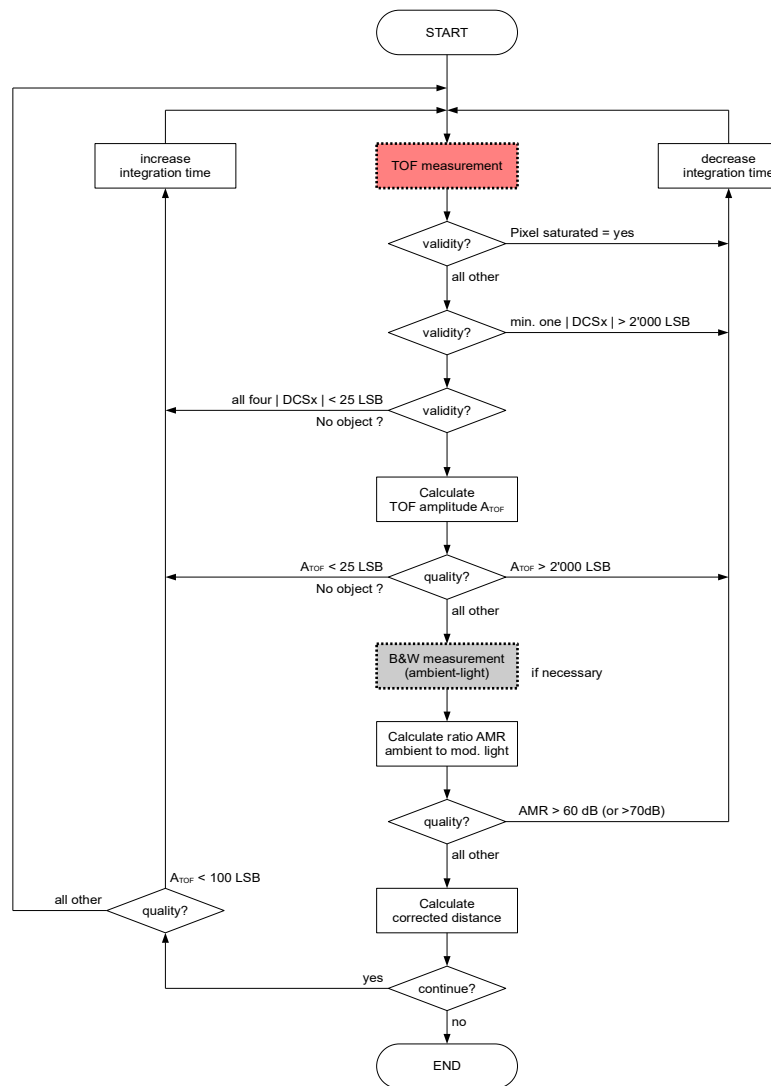 START
increase
integration time
TOF measurement
decrease
integration time
validity?
Pixel saturated = yes
all other
validity?
min. one | DCSx | > 2'000 LSB
all four | DCSx | < 25 LSB
No object ?
validity?
Calculate
TOF amplitude ATOF
ATOF < 25 LSB
No object ?
quality?
ATOF > 2'000 LSB
all other
B&W measurement
(ambient-light)
if necessary
Calculate ratio AMR
ambient to mod. light
quality?
AMR > 60 dB (or >70dB)
all other
ATOF < 100 LSB
all other
quality?
Calculate
corrected distance
yes
continue?
no
END